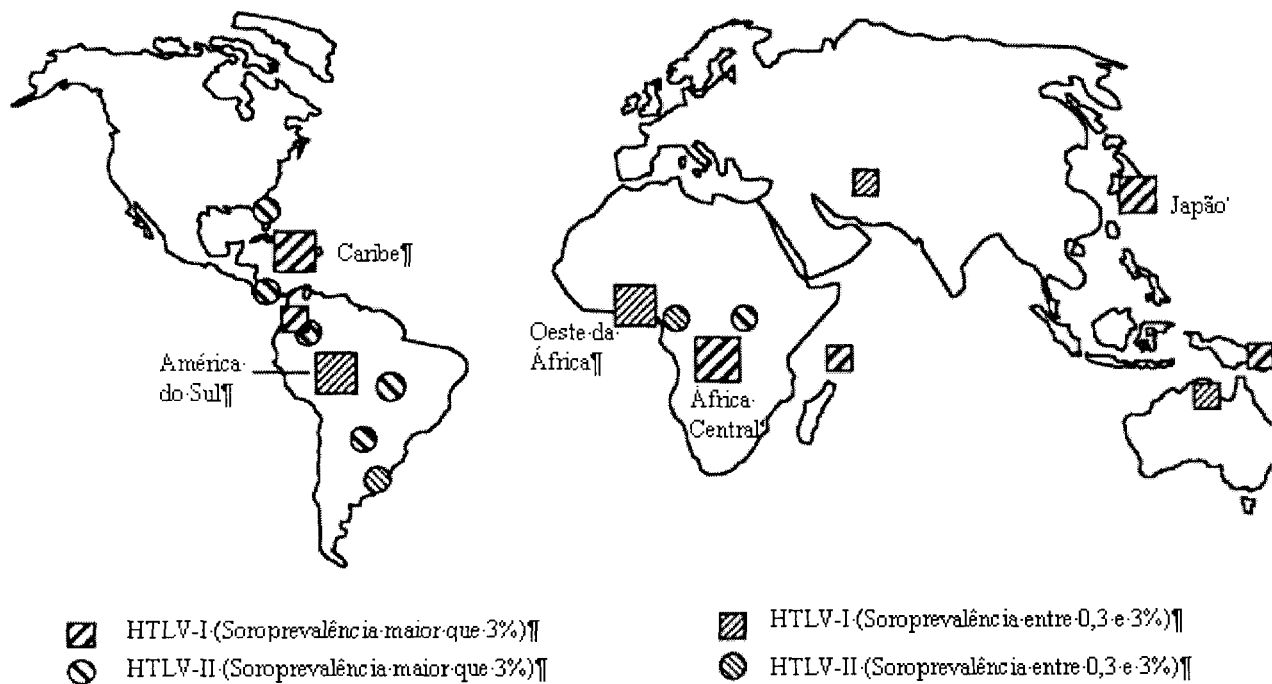 Caribe¶
Japão'
América·
do·Sul¶
Oeste·da·
África¶
África·
Central¶
HTLV-I·(Soroprevalência·maior·que·3%)¶
HTLV-II·(Soroprevalência·maior·que·3%)¶
HTLV-I·(Soroprevalência·entre·0,3·e·3%)¶
HTLV-II·(Soroprevalência·entre·0,3·e·3%)¶